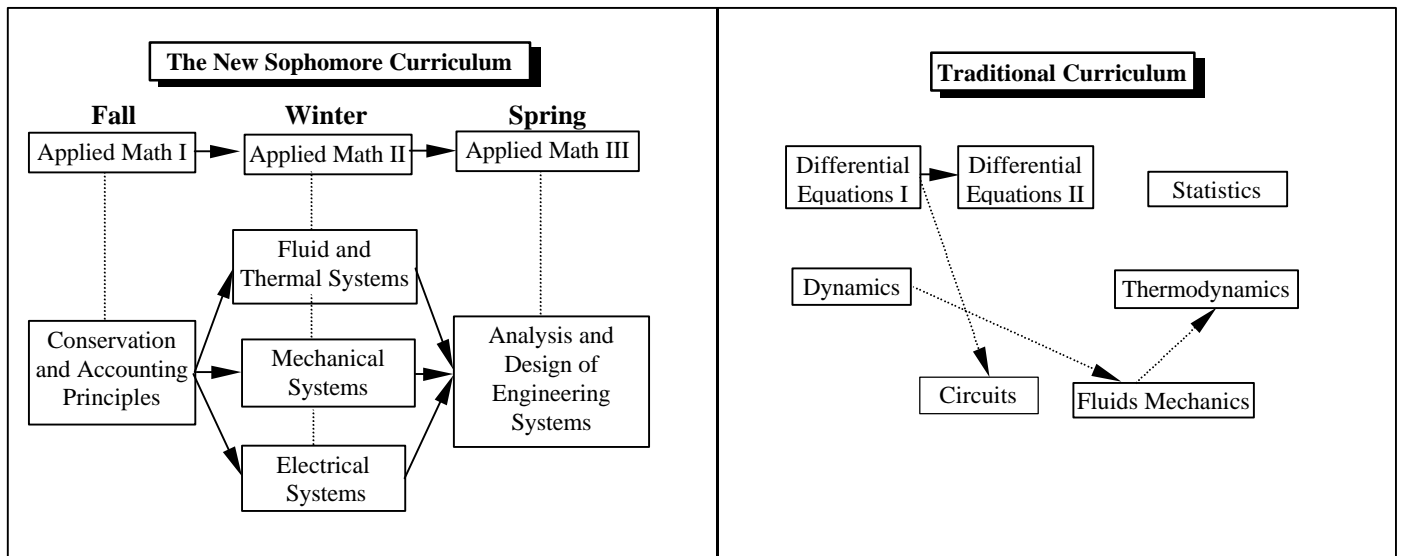 The New Sophomore Curriculum
Fall
Winter
Spring
Applied Math I
Applied Math II
Applied Math III
Fluid and
Thermal Systems
Conservation
and Accounting
Principles
Mechanical
Systems
Analysis and
Design of
Engineering
Systems
Electrical
Systems
Traditional Curriculum
Differential
Equations I
Differential
Equations II
Statistics
Dynamics
Thermodynamics
Circuits
Fluids Mechanics